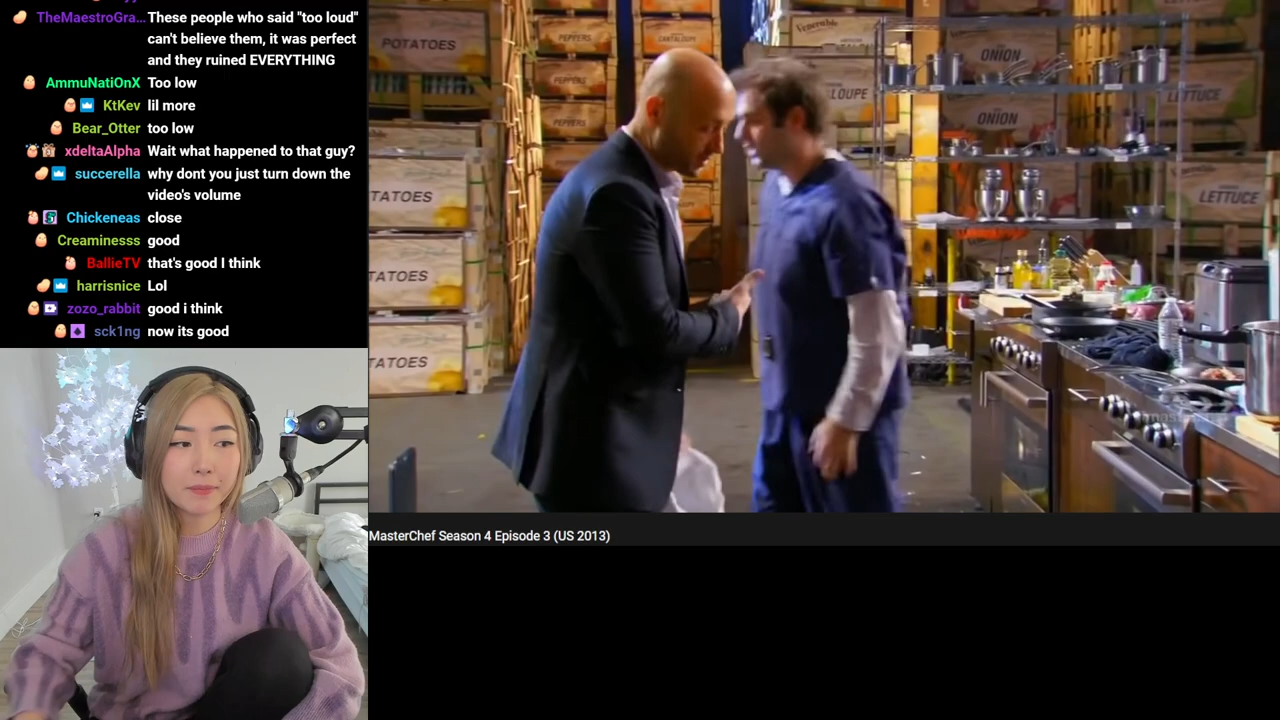 TheMaestroGra... These people who said "too loud"
can't believe them, it was perfect
and they ruined EVERYTHING
AmmuNatiOnX Too low
KtKev lil more
Bear_Otter too low
xdeltaAlpha Wait what happened to that guy?
succerella why dont you just turn down the
video's volume
Chickeneas close
Creaminesss good
BallieTV that's good I think
harrisnice Lol
zozo_rabbit good i think
sck1ng now its good
POTATOES
PEPPERS
CANTALOUPE
PEPPERS
PEPPERS
Venerable
LOUPE
ONION
ONION
LETTUCE
LETTUCE
TATOES
TATOES
TATOES
MasterChef Season 4 Episode 3 (US 2013)